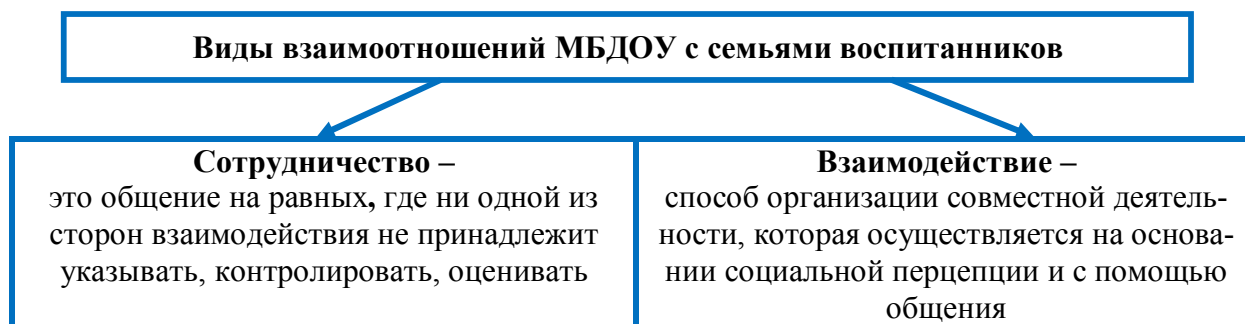 Виды взаимоотношений МБДОУ с семьями воспитанников
Сотрудничество –
это общение на равных, где ни одной из
сторон взаимодействия не принадлежит
указывать, контролировать, оценивать
Взаимодействие –
способ организации совместной деятель-
ности, которая осуществляется на основа-
нии социальной перцепции и с помощью
общения